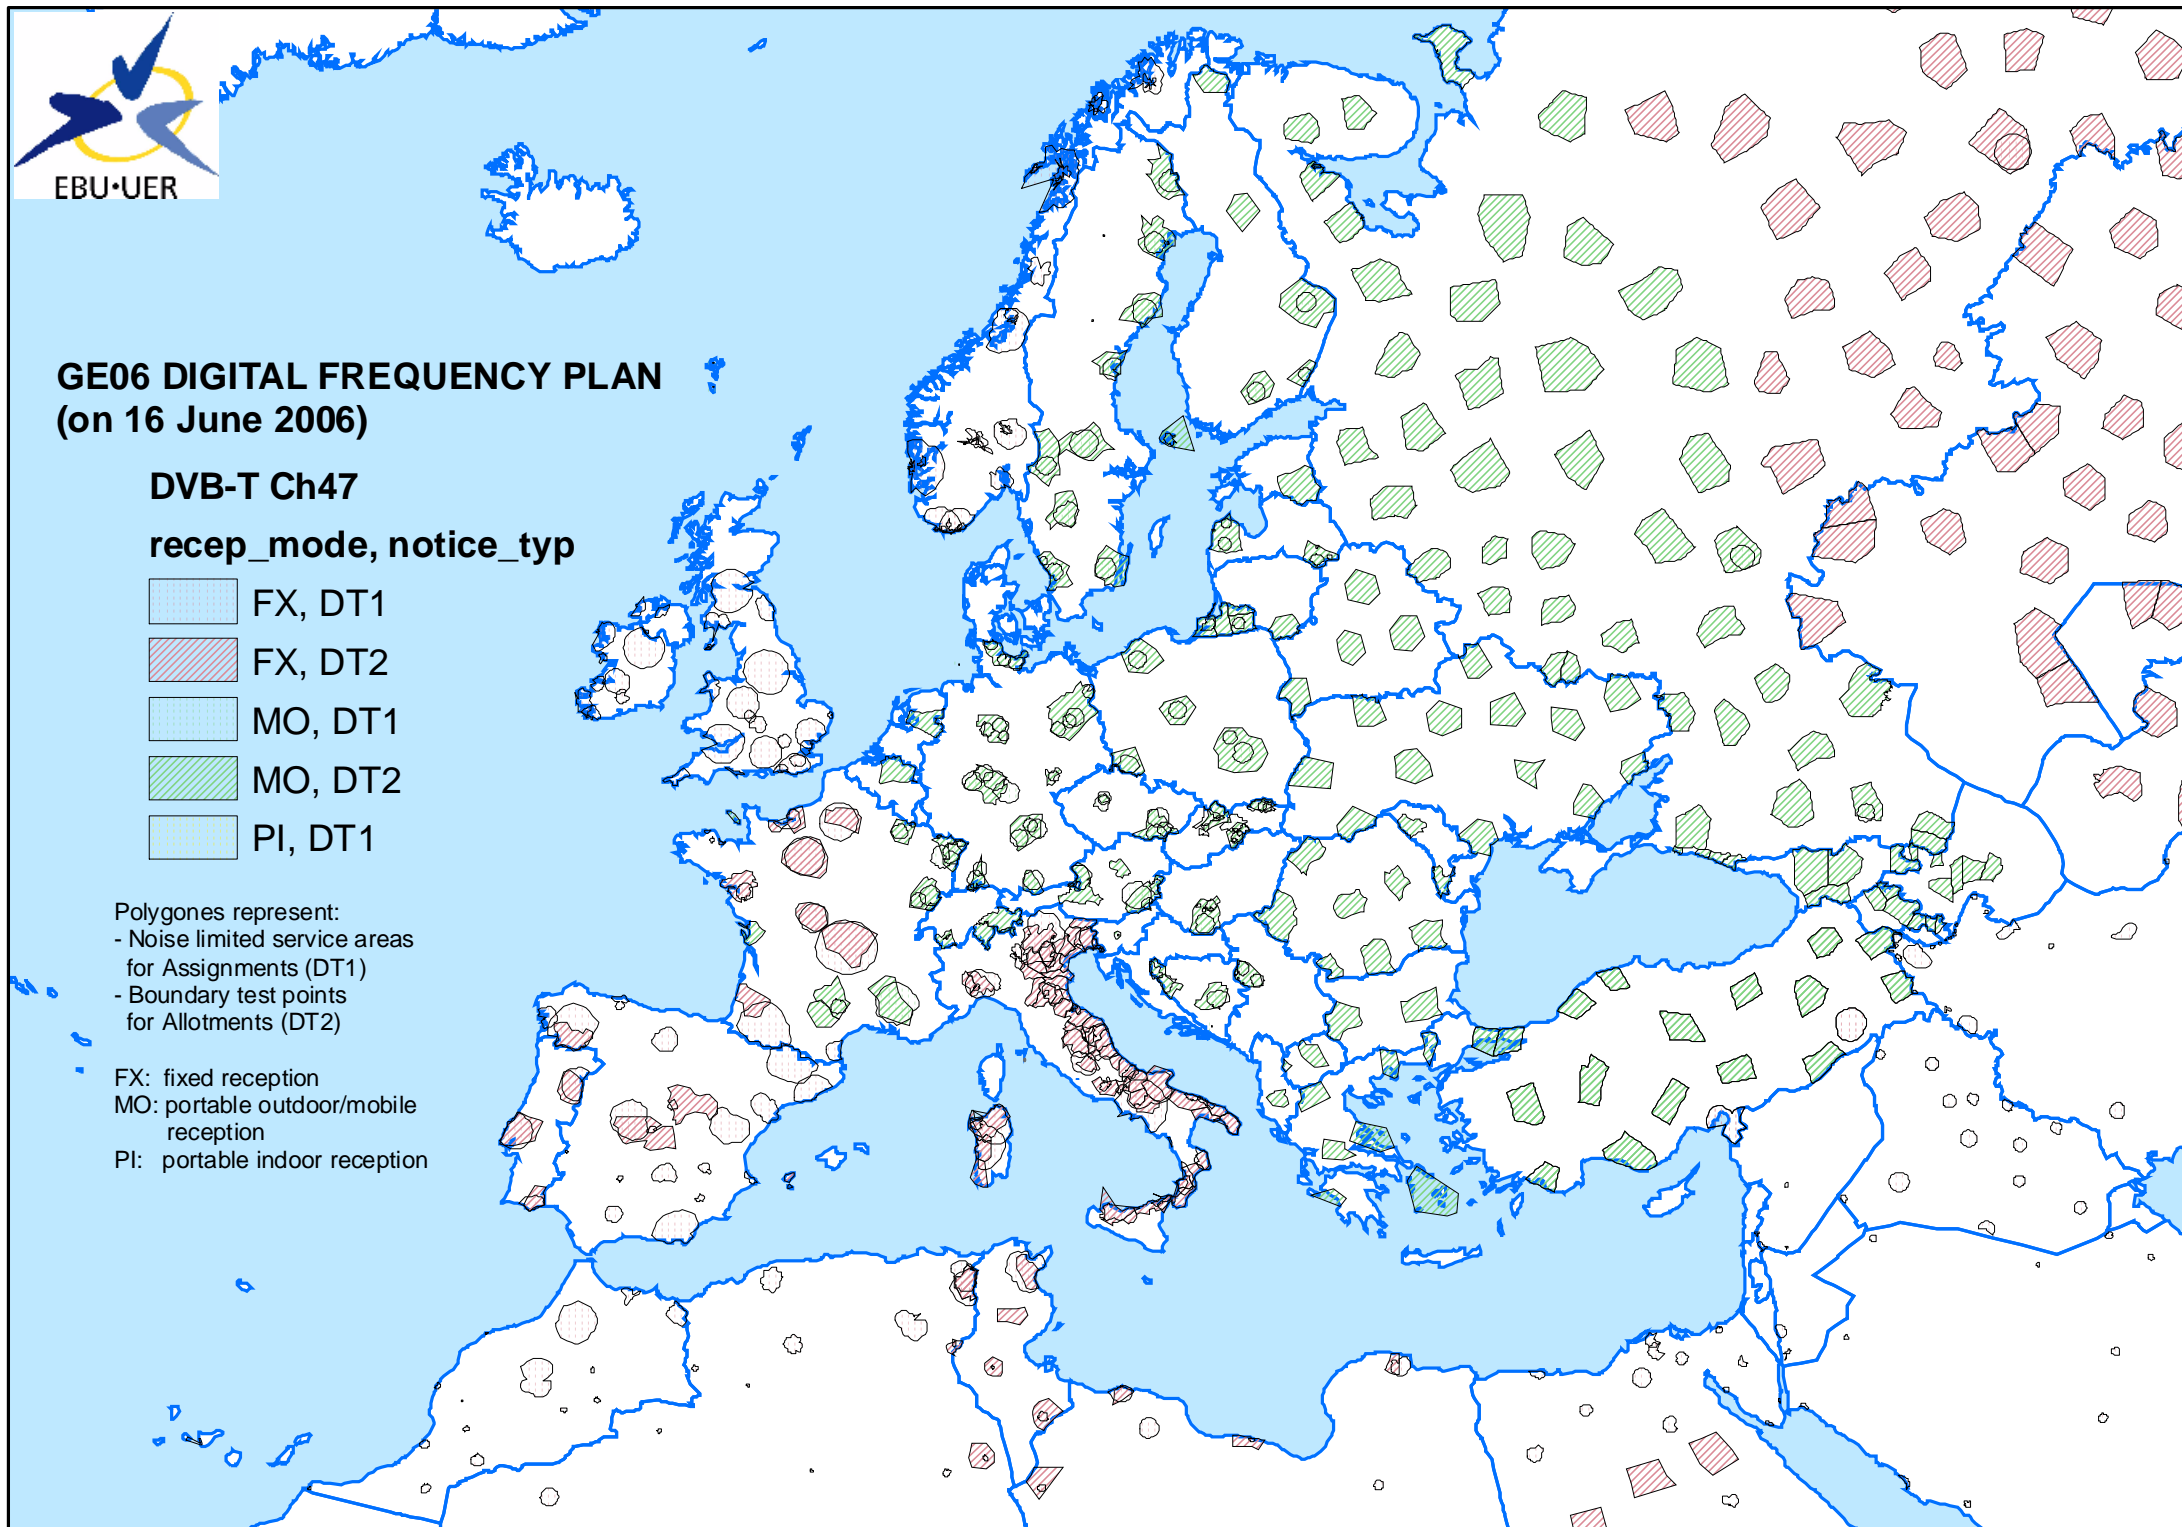 EBU•UER
GE06 DIGITAL FREQUENCY PLAN
(on 16 June 2006)
DVB-T Ch47
recep_mode, notice_typ
FX, DT1
FX, DT2
MO, DT1
MO, DT2
PI, DT1
Polygones represent:
- Noise limited service areas
for Assignments (DT1)
- Boundary test points
for Allotments (DT2)
FX: fixed reception
MO: portable outdoor/mobile
reception
PI: portable indoor reception